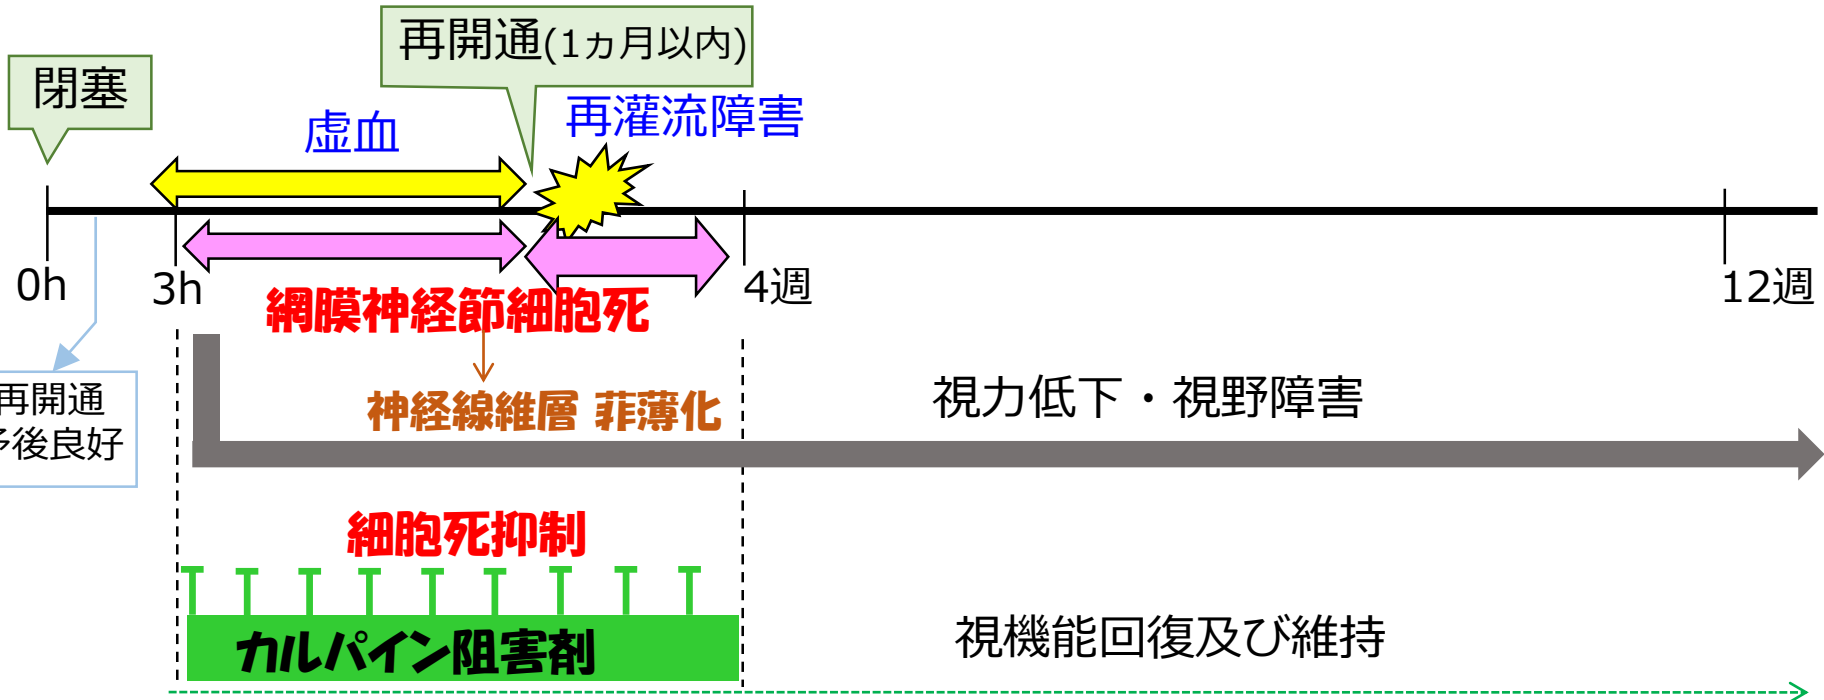 再開通(1ヵ月以内)
閉塞
再灌流障害
虚血
0h
3h
4週
12週
網膜神経節細胞死
再開通
予後良好
神経線維層 菲薄化
視力低下・視野障害
細胞死抑制
カルパイン阻害剤
視機能回復及び維持